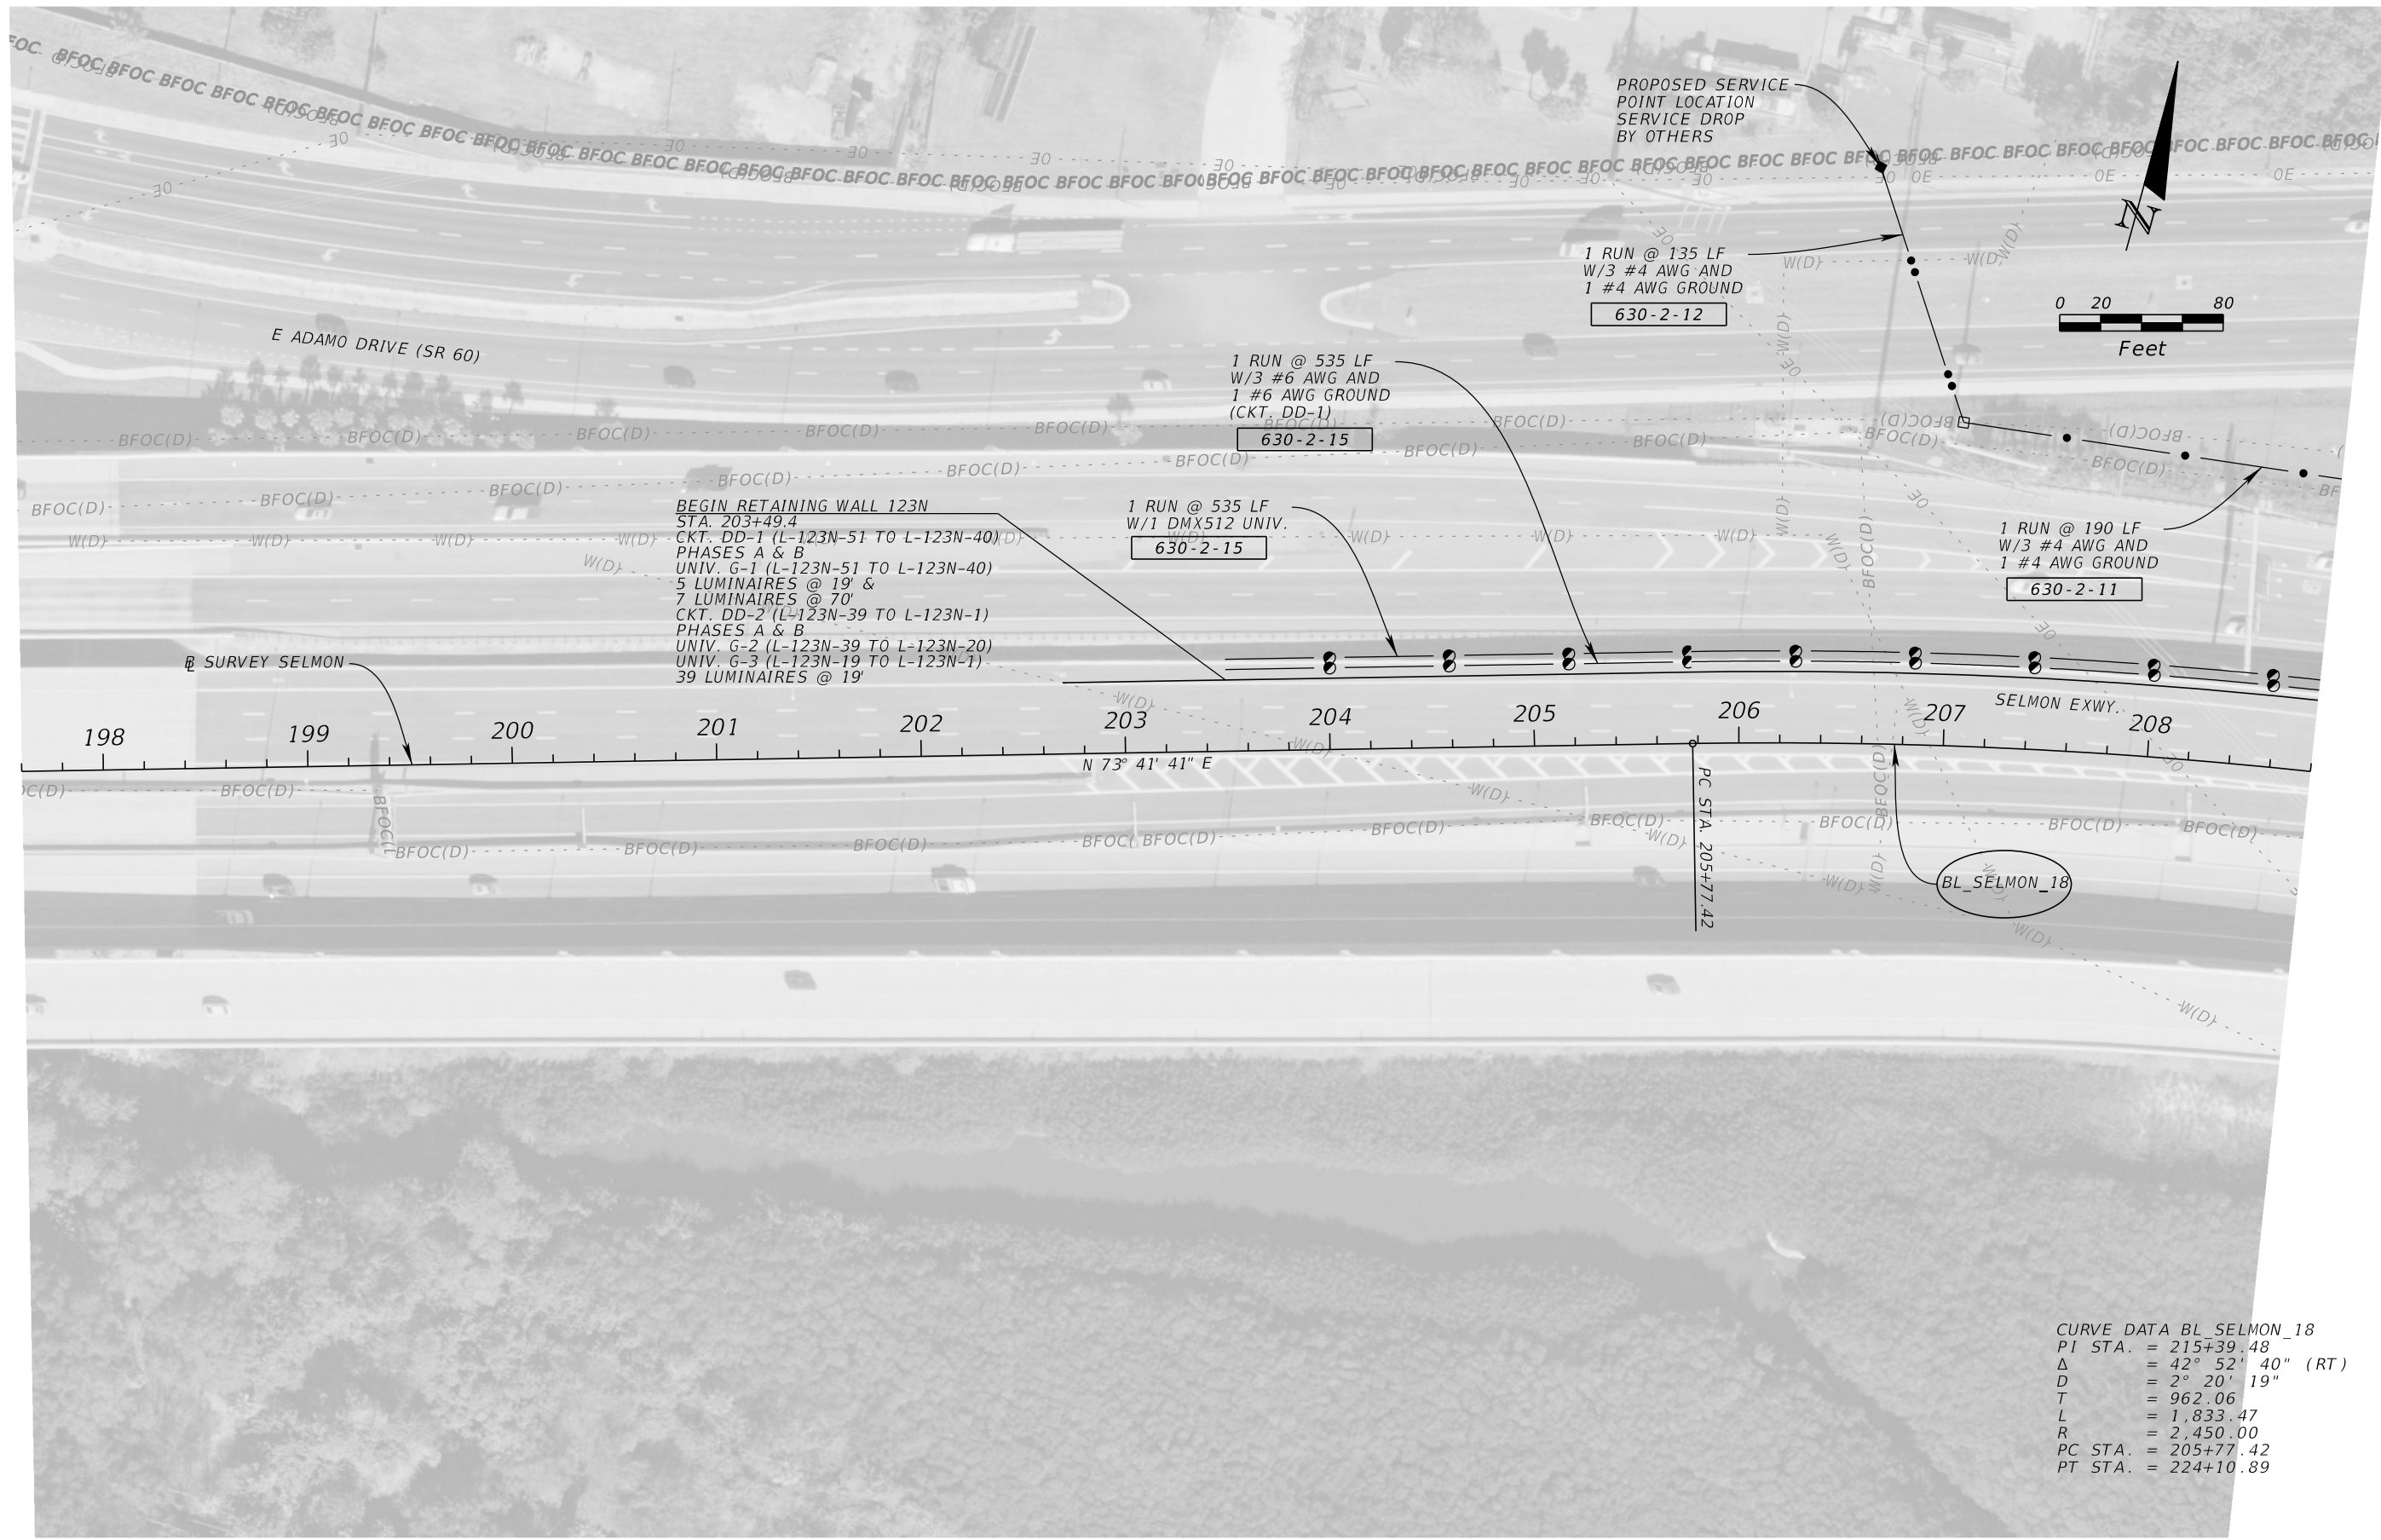 PROPOSED SERVICE
POINT LOCATION
SERVICE DROP
BY OTHERS
1 RUN @ 135 LF
W/3 #4 AWG AND
1 #4 AWG GROUND
630-2-12
N
0 20 80
Feet
E ADAMO DRIVE (SR 60)
1 RUN @ 535 LF
W/3 #6 AWG AND
1 #6 AWG GROUND
(CKT. DD-1)
630-2-15
1 RUN @ 535 LF
W/1 DMX512 UNIV.
630-2-15
1 RUN @ 190 LF
W/3 #4 AWG AND
1 #4 AWG GROUND
630-2-11
BEGIN RETAINING WALL 123N
STA. 203+49.4
CKT. DD-1 (L-123N-51 TO L-123N-40)
PHASES A & B
UNIV. G-1 (L-123N-51 TO L-123N-40)
5 LUMINAIRES @ 19' &
7 LUMINAIRES @ 70'
CKT. DD-2 (L-123N-39 TO L-123N-1)
PHASES A & B
UNIV. G-2 (L-123N-39 TO L-123N-20)
UNIV. G-3 (L-123N-19 TO L-123N-1)
39 LUMINAIRES @ 19'
BL SURVEY SELMON
SELMON EXWY.
198 199 200 201 202 203 204 205 206 207 208
N 73° 41' 41" E
PC STA. 205+77.42
BL_SELMON_18
CURVE DATA BL_SELMON_18
PI STA. = 215+39.48
Δ = 42° 52' 40" (RT)
D = 2° 20' 19"
T = 962.06
L = 1,833.47
R = 2,450.00
PC STA. = 205+77.42
PT STA. = 224+10.89